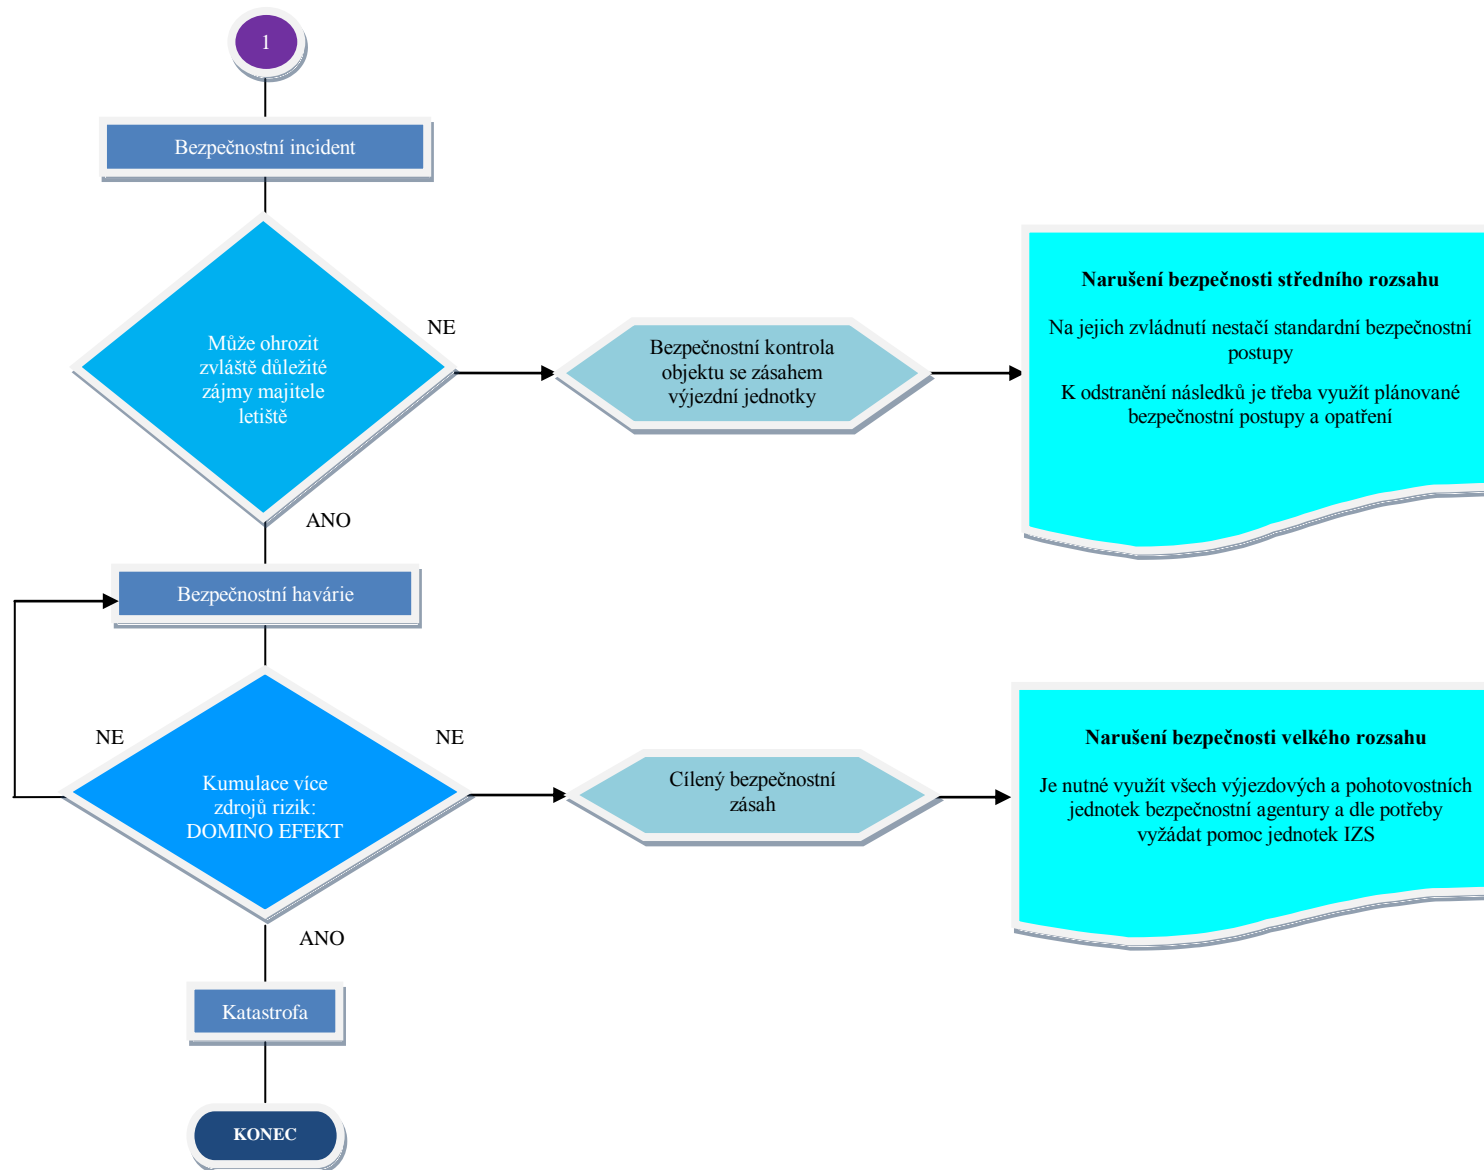 1
Bezpečnostní incident
Může ohrozit
zvláště důležité
zájmy majitele
letiště
NE
Bezpečnostní kontrola
objektu se zásahem
výjezdní jednotky
Narušení bezpečnosti středního rozsahu
Na jejich zvládnutí nestačí standardní bezpečnostní
postupy
K odstranění následků je třeba využít plánované
bezpečnostní postupy a opatření
ANO
Bezpečnostní havárie
NE
Kumulace více
zdrojů rizik:
DOMINO EFEKT
NE
Cílený bezpečnostní
zásah
Narušení bezpečnosti velkého rozsahu
Je nutné využít všech výjezdových a pohotovostních
jednotek bezpečnostní agentury a dle potřeby
vyžádat pomoc jednotek IZS
ANO
Katastrofa
KONEC